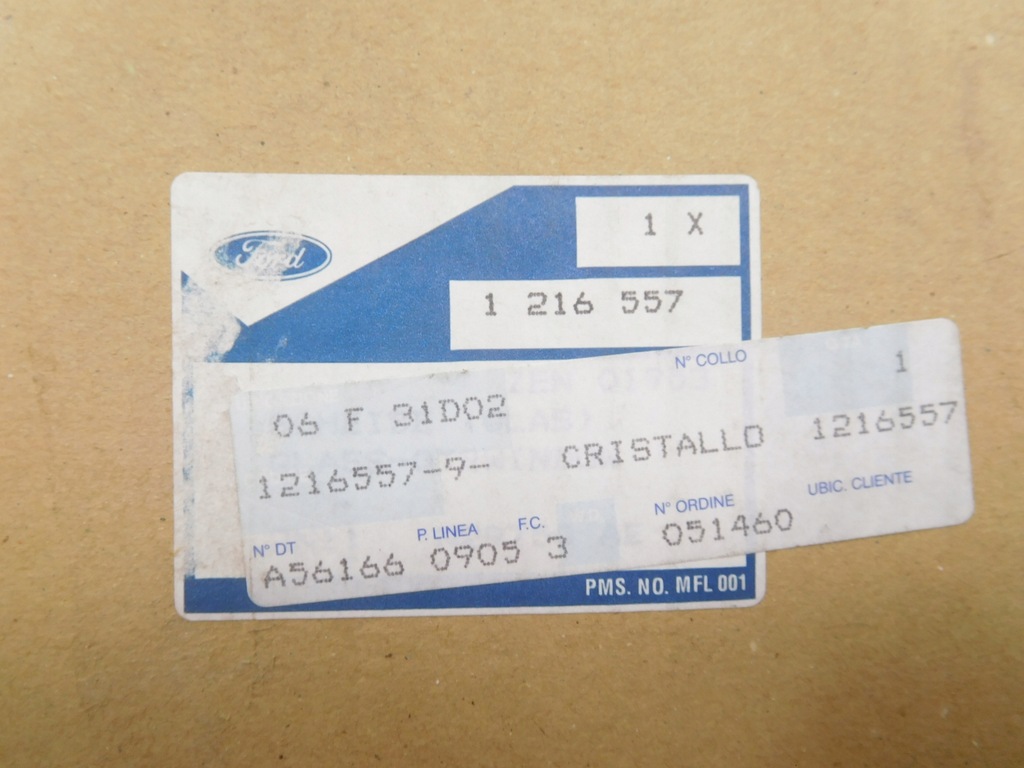 Ford
1 X
1 216 557
N° COLLO
06 F 31D02
1
1216557-9- CRISTALLO 1216557
N° DT P. LINEA F.C. N° ORDINE UBIC. CLIENTE
A56166 0905 3 051460
PMS. NO. MFL 001